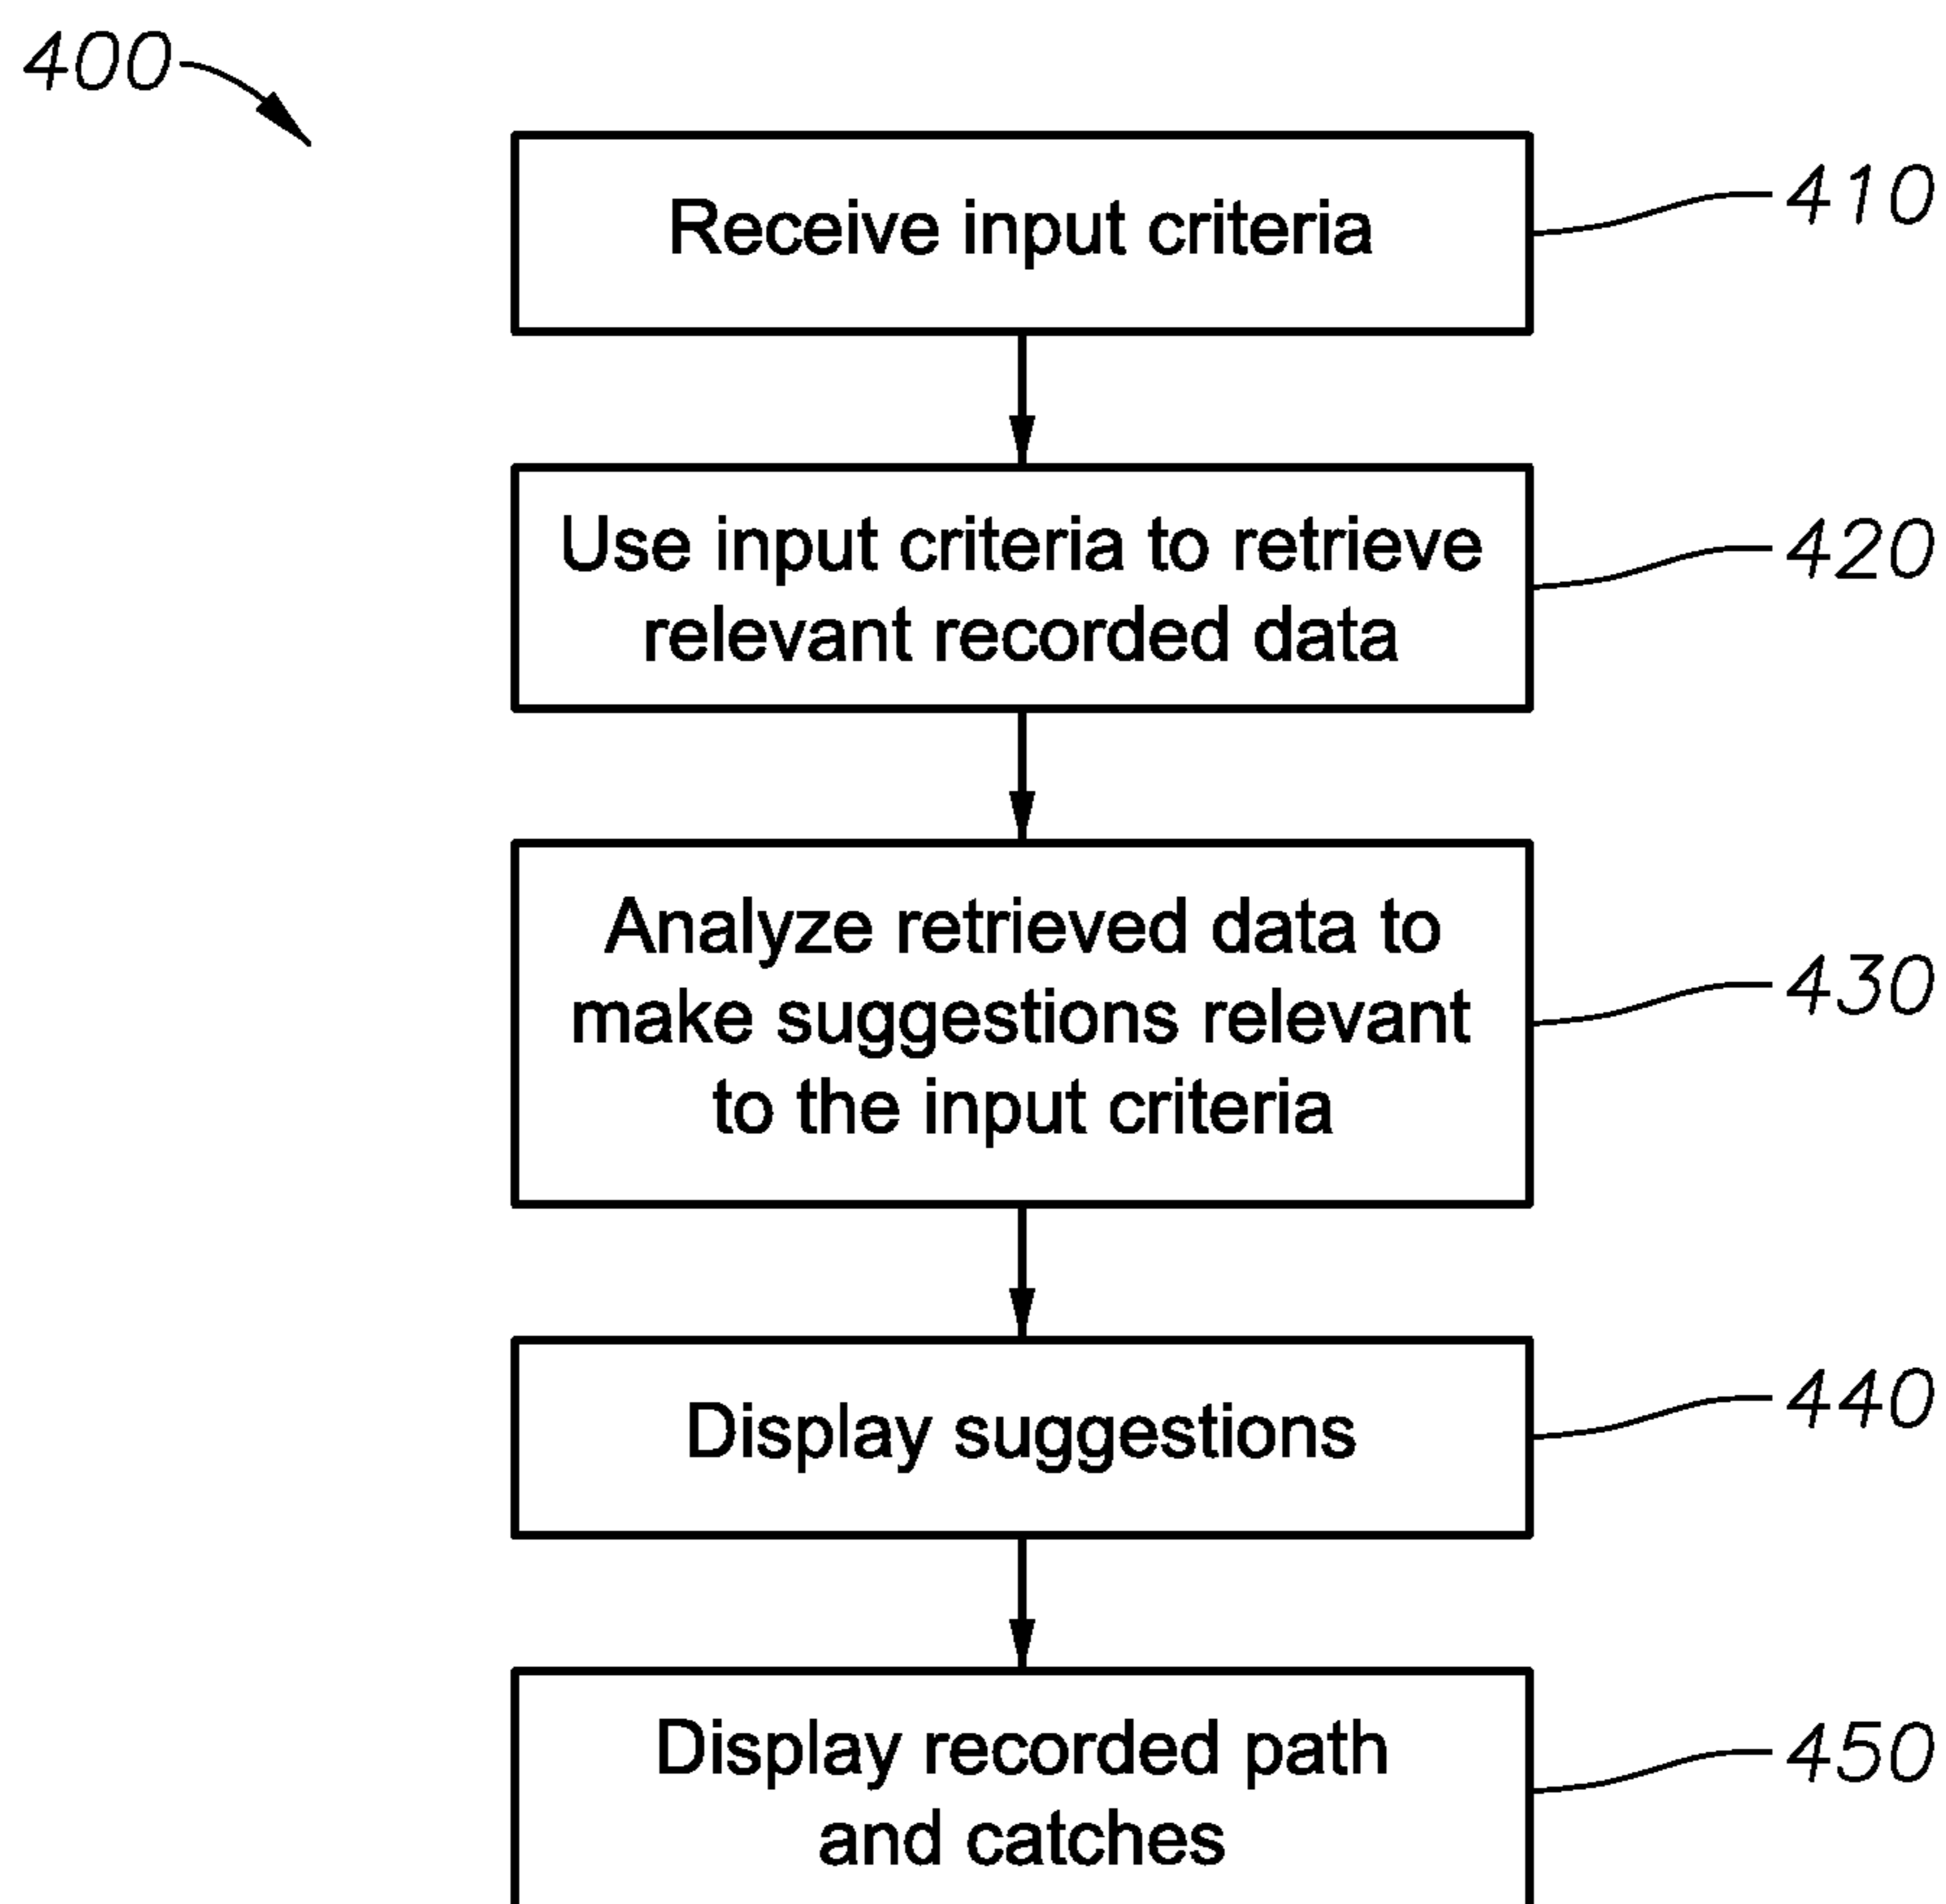 400
Receive input criteria
410
Use input criteria to retrieve
relevant recorded data
420
Analyze retrieved data to
make suggestions relevant
to the input criteria
430
Display suggestions
440
Display recorded path
and catches
450